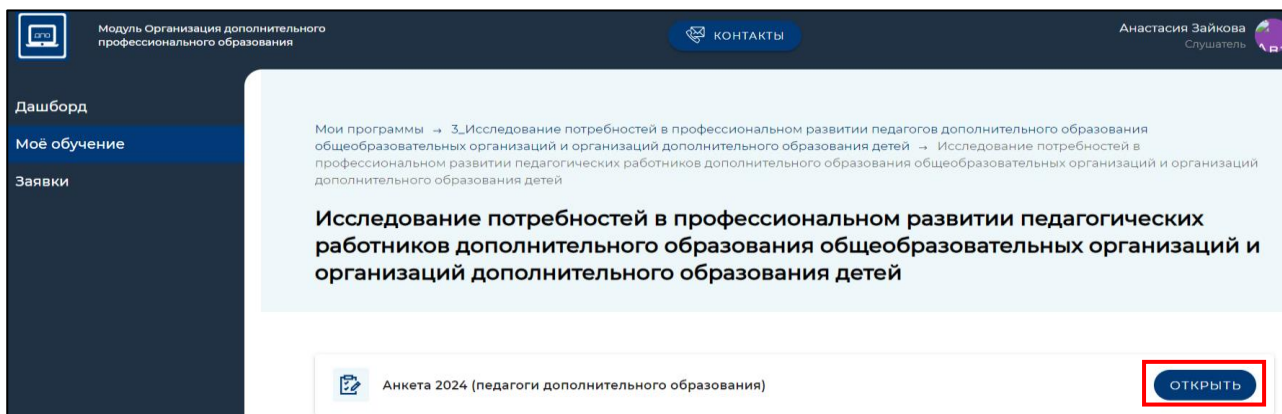 дпо
Модуль Организация дополнительного
профессионального образования
КОНТАКТЫ
Анастасия Зайкова
Слушатель
Дашборд
Моё обучение
Заявки
Мои программы → 3_Исследование потребностей в профессиональном развитии педагогов дополнительного образования
общеобразовательных организаций и организаций дополнительного образования детей → Исследование потребностей в
профессиональном развитии педагогических работников дополнительного образования общеобразовательных организаций и организаций
дополнительного образования детей
Исследование потребностей в профессиональном развитии педагогических
работников дополнительного образования общеобразовательных организаций и
организаций дополнительного образования детей
Анкета 2024 (педагоги дополнительного образования)
ОТКРЫТЬ